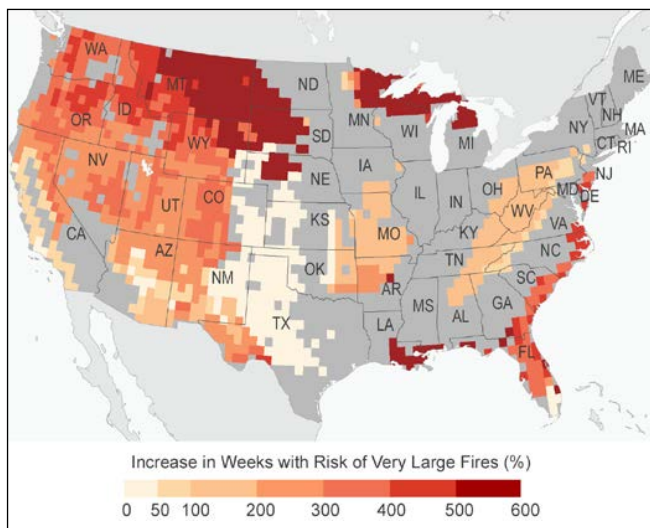 WA
MT
ND
ME
OR
ID
MN
VT
NH
WY
SD
WI
NY
MA
MI
CT RI
IA
PA
NJ
NV
NE
OH
MD
DE
UT
CO
IL
IN
WV
CA
KS
MO
KY
VA
AZ
NM
OK
AR
TN
NC
SC
TX
MS
AL
GA
LA
FL
Increase in Weeks with Risk of Very Large Fires (%)
0 50 100 200 300 400 500 600